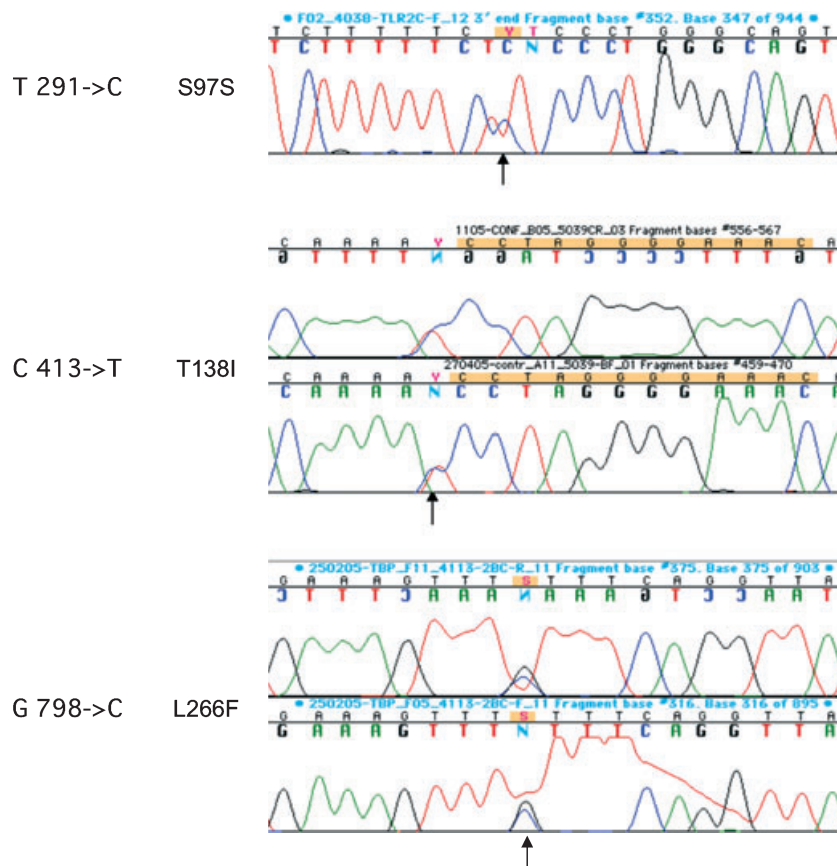 • F02_4038-TLR2C-F_12 3' end Fragment base #352. Base 347 of 944 •
T C T T T T T C Y T C C C T G G G C A G T
T C T T T T T C T C N C C C T G G G C A G T
T 291->C S97S
1105-CONF_B05_5039CR_03 Fragment bases #556-567
C A A A A Y C C T A G G G G A A A C A
G T T T T N G G A T C C C C T T T G T
C 413->T T138I
270405-contr_A11_5039-BF_01 Fragment bases #459-470
C A A A A Y C C T A G G G G A A A C A
C A A A A N C C T A G G G G A A A C A
• 250205-TBP_F11_4113-2BC-R_11 Fragment base #375. Base 375 of 903 •
G A A A G T T T S T T T C A G G T T A
C T T T C A A A N A A A G T C C A A T
G 798->C L266F
• 250205-TBP_F05_4113-2BC-F_11 Fragment base #316. Base 316 of 895 •
G A A A G T T T S T T T C A G G T T A
G A A A G T T T N T T T C A G G T T A